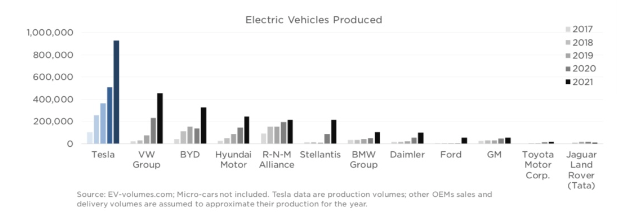 Electric Vehicles Produced
1,000,000
800,000
600,000
400,000
200,000
0
2017
2018
2019
2020
2021
Tesla
VW
Group
BYD
Hyundai
Motor
R-N-M
Alliance
Stellantis
BMW
Group
Daimler
Ford
GM
Toyota
Motor
Corp.
Jaguar
Land
Rover
(Tata)
Source: EV-volumes.com; Micro-cars not included. Tesla data are production volumes; other OEMs sales and
delivery volumes are assumed to approximate their production for the year.